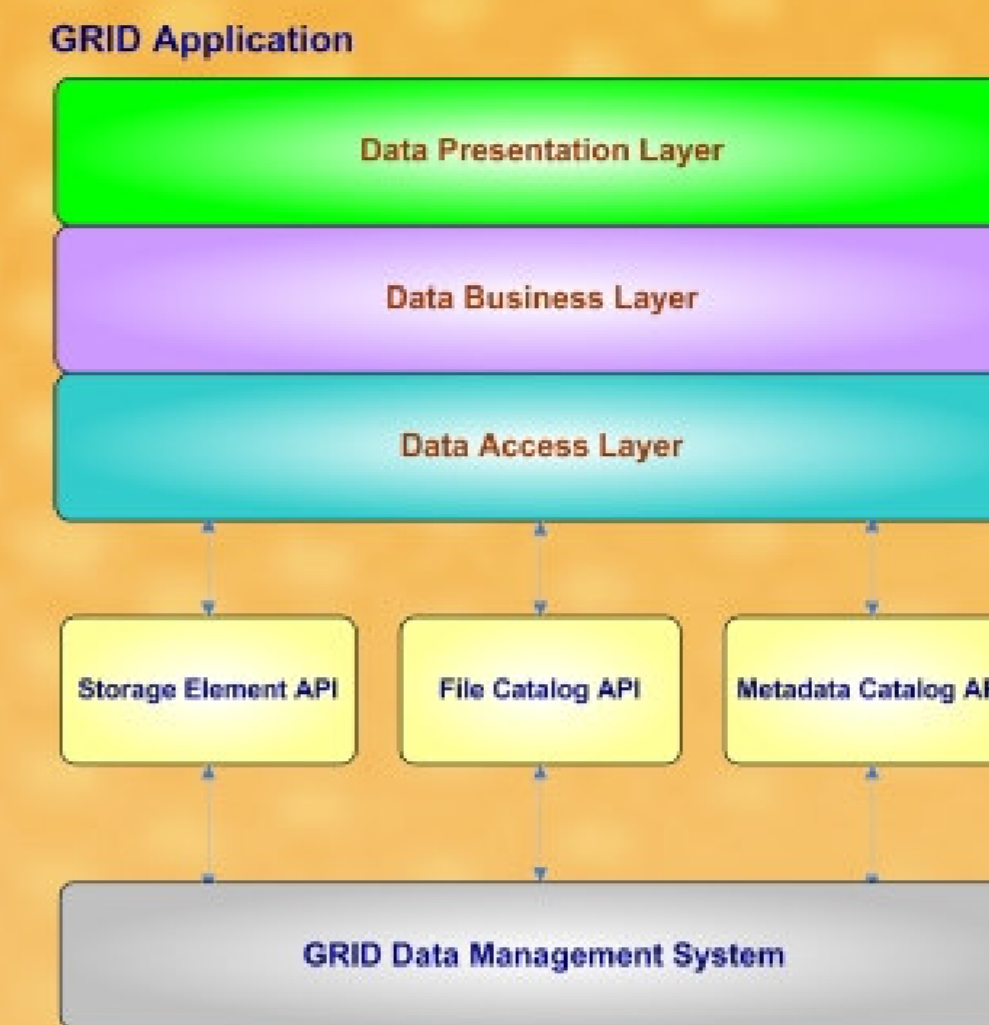 GRID Application
Data Presentation Layer
Data Business Layer
Data Access Layer
Storage Element API
File Catalog API
Metadata Catalog
GRID Data Management System